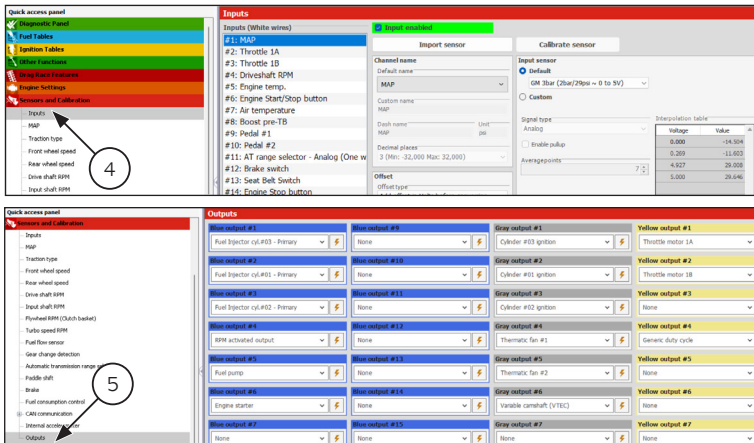 Quick access panel
Diagnostic Panel
Fuel Tables
Ignition Tables
Other Functions
Drag Race Features
Engine Settings
Sensors and Calibration
Inputs
MAP
Traction type
Front wheel speed
Rear wheel speed
Drive shaft RPM
Input shaft RPM
4
Inputs
Inputs (White wires)
#1: MAP
#2: Throttle 1A
#3: Throttle 1B
#4: Driveshaft RPM
#5: Engine temp.
#6: Engine Start/Stop button
#7: Air temperature
#8: Boost pre-TB
#9: Pedal #1
#10: Pedal #2
#11: AT range selector - Analog (One w
#12: Brake switch
#13: Seat Belt Switch
#14: Engine Stop button
Input enabled
Import sensor
Calibrate sensor
Channel name
Default name
MAP
Custom name
MAP
Dash name
Unit
MAP
psi
Decimal places
3 (Min: -32,000 Max: 32,000)
Offset
Offset type
Input sensor
Default
GM 3bar (2bar/29psi ~ 0 to 5V)
Custom
Signal type
Analog
Enable pullup
Averagepoints
7
Interpolation table
Voltage Value
0.000 -14.504
0.269 -11.603
4.927 29.008
5.000 29.646
Quick access panel
Sensors and Calibration
Inputs
MAP
Traction type
Front wheel speed
Rear wheel speed
Drive shaft RPM
Input shaft RPM
Flywheel RPM (Clutch basket)
Turbo speed RPM
Fuel flow sensor
Gear change detection
Automatic transmission range
Paddle shift
Brake
Fuel consumption control
CAN communication
Internal
Outputs
5
Outputs
Blue output #1
Fuel Injector cyl.#03 - Primary
Blue output #2
Fuel Injector cyl.#01 - Primary
Blue output #3
Fuel Injector cyl.#02 - Primary
Blue output #4
RPM activated output
Blue output #5
Fuel pump
Blue output #6
Engine starter
Blue output #7
None
Blue output #9
None
Blue output #10
None
Blue output #11
None
Blue output #12
None
Blue output #13
None
Blue output #14
None
Blue output #15
None
Gray output #1
Cylinder #03 ignition
Gray output #2
Cylinder #01 ignition
Gray output #3
Cylinder #02 ignition
Gray output #4
Thermatic fan #1
Gray output #5
Thermatic fan #2
Gray output #6
Variable camshaft (VTEC)
Gray output #7
None
Yellow output #1
Throttle motor 1A
Yellow output #2
Throttle motor 1B
Yellow output #3
None
Yellow output #4
Generic duty cycle
Yellow output #5
None
Yellow output #6
None
Yellow output #7
None